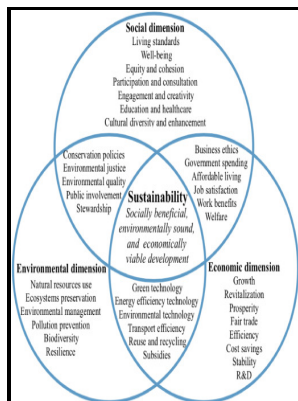 Social dimension
Living standards
Well-being
Equity and cohesion
Participation and consultation
Engagement and creativity
Education and healthcare
Cultural diversity and enhancement
Conservation policies
Environmental justice
Environmental quality
Public involvement
Stewardship
Business ethics
Government spending
Affordable living
Job satisfaction
Work benefits
Welfare
Sustainability
Socially beneficial,
environmentally sound,
and economically
viable development
Environmental dimension
Natural resources use
Ecosystems preservation
Environmental management
Pollution prevention
Biodiversity
Resilience
Green technology
Energy efficiency technology
Environmental technology
Transport efficiency
Reuse and recycling
Subsidies
Economic dimension
Growth
Revitalization
Prosperity
Fair trade
Efficiency
Cost savings
Stability
R&D